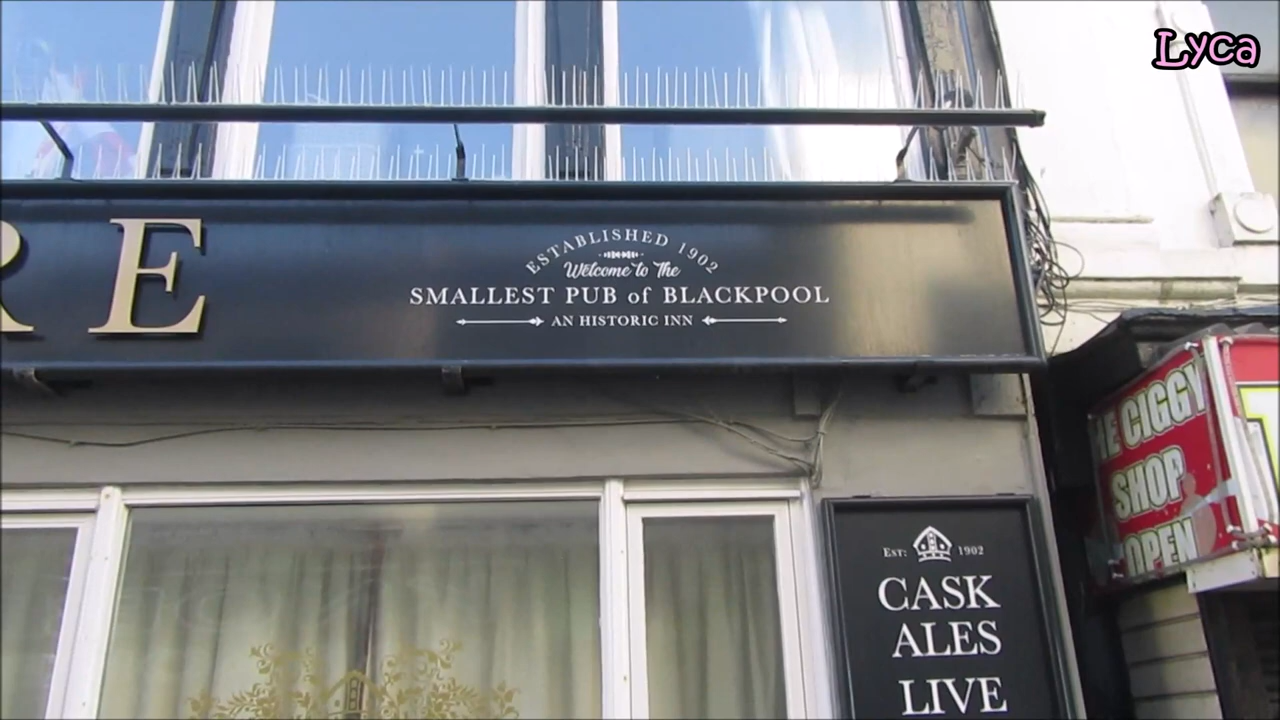 Lyca
RE
ESTABLISHED 1902
Welcome to The
SMALLEST PUB of BLACKPOOL
AN HISTORIC INN
HE CIGGY
SHOP
OPEN
EST: 1902
CASK
ALES
LIVE